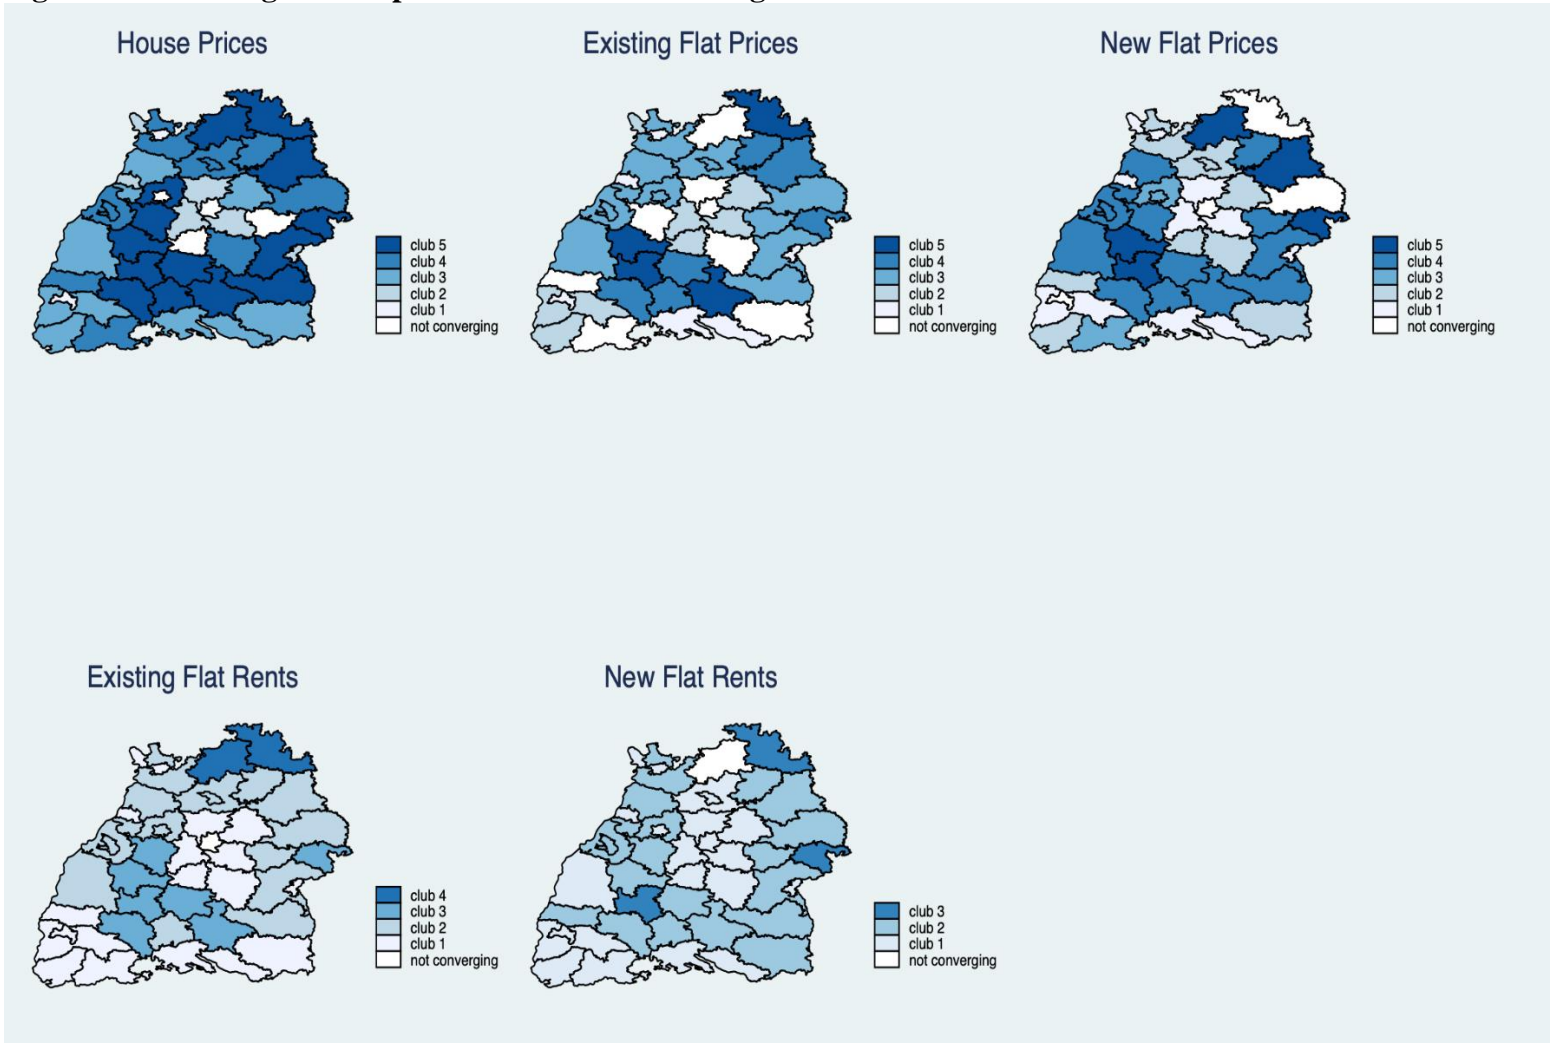 House Prices
Existing Flat Prices
New Flat Prices
club 5
club 4
club 3
club 2
club 1
not converging
club 5
club 4
club 3
club 2
club 1
not converging
club 5
club 4
club 3
club 2
club 1
not converging
Existing Flat Rents
New Flat Rents
club 4
club 3
club 2
club 1
not converging
club 3
club 2
club 1
not converging